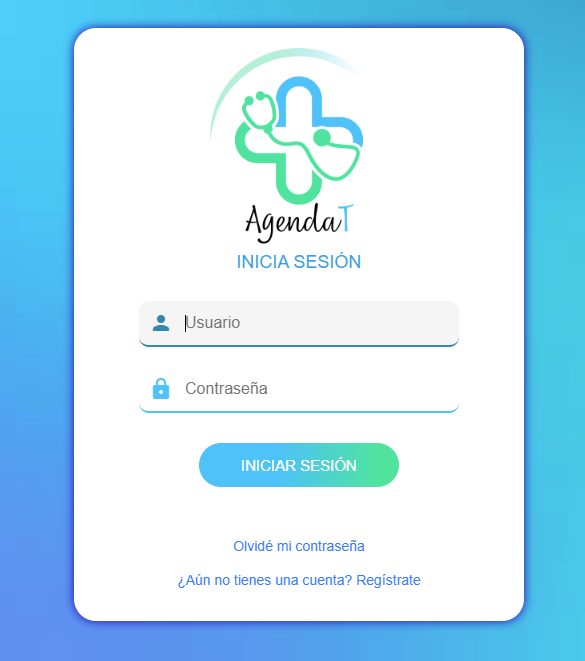 AgendaT
INICIA SESIÓN
Usuario
Contraseña
INICIAR SESIÓN
Olvidé mi contraseña
¿Aún no tienes una cuenta? Regístrate